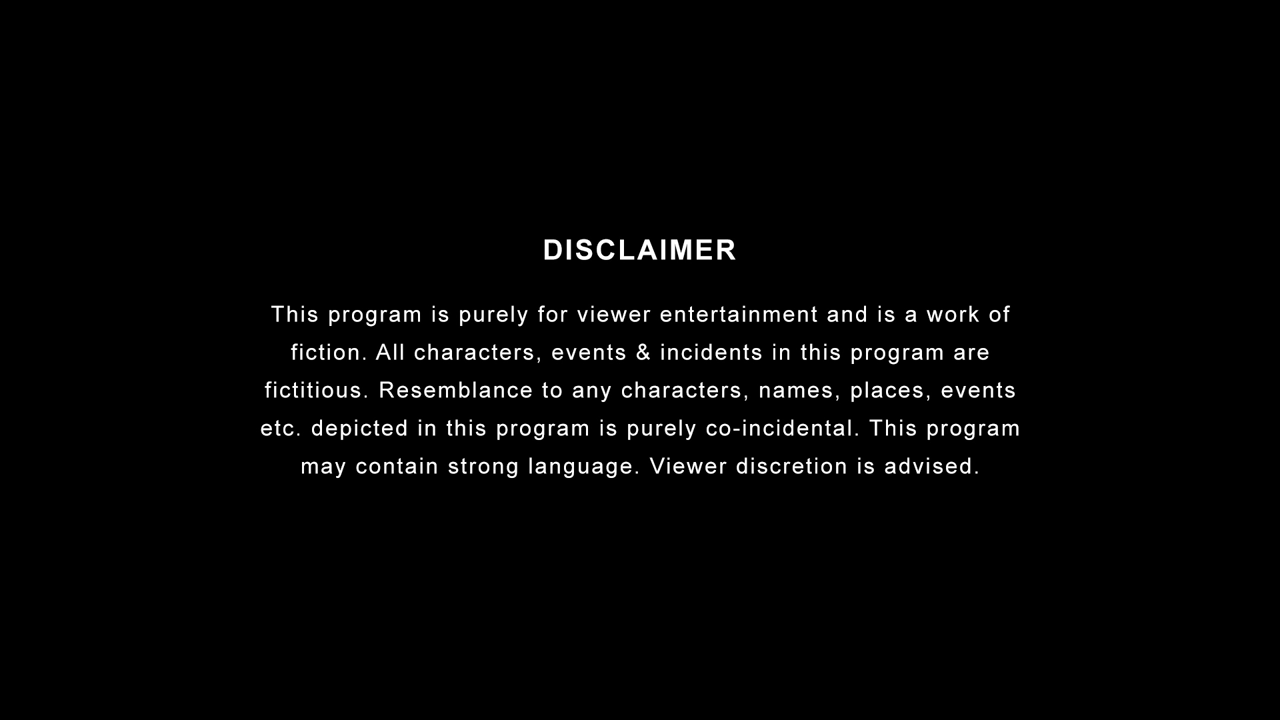 DISCLAIMER
This program is purely for viewer entertainment and is a work of
fiction. All characters, events & incidents in this program are
fictitious. Resemblance to any characters, names, places, events
etc. depicted in this program is purely co-incidental. This program
may contain strong language. Viewer discretion is advised.